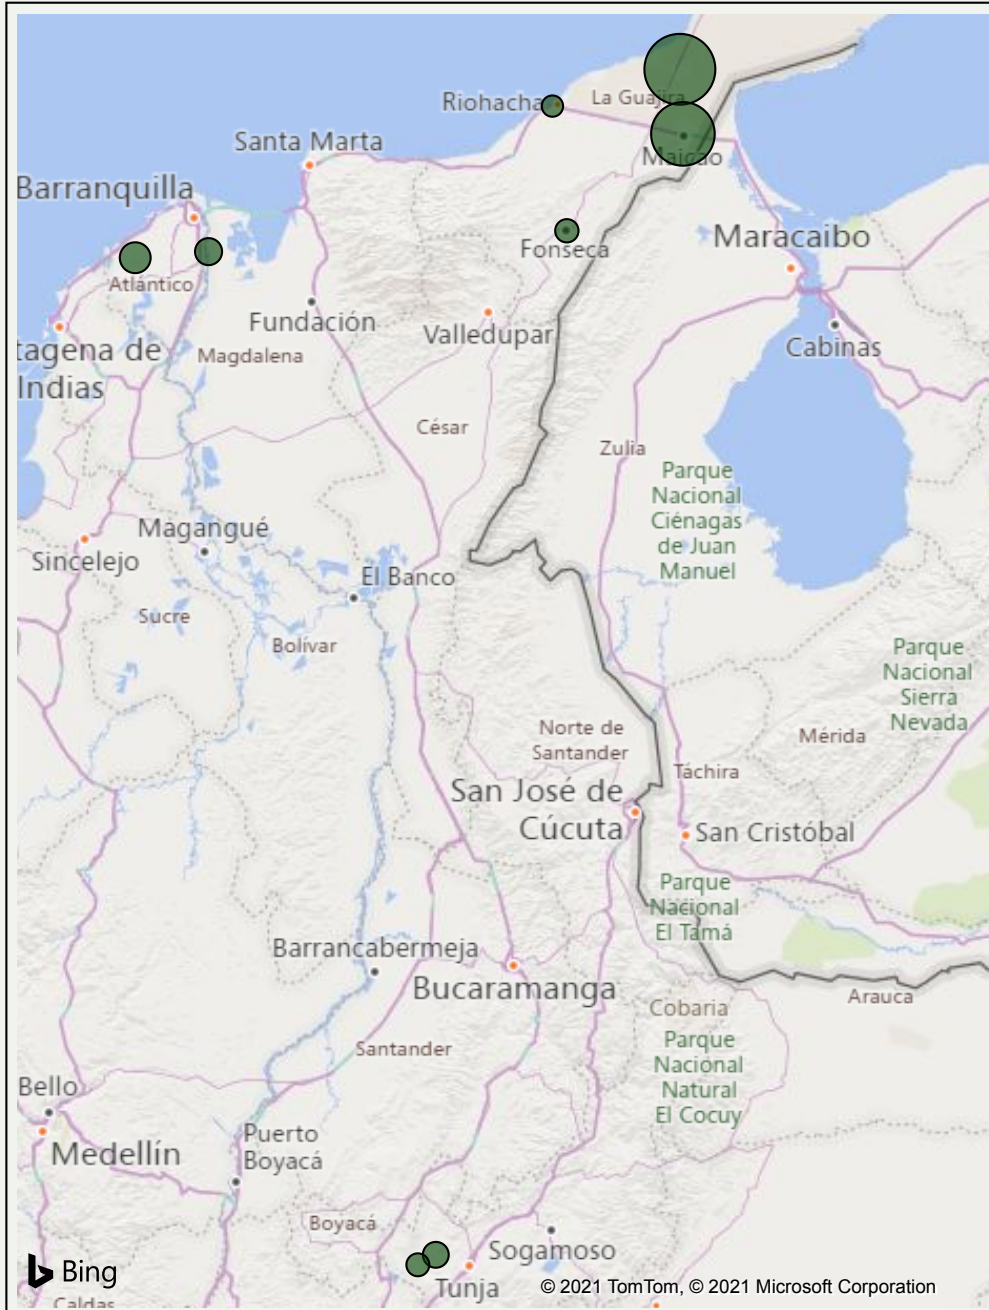 Riohacha
La Guajira
Santa Marta
Maicao
Barranquilla
Fonseca
Maracaibo
Atlántico
Fundación
Valledupar
Cabinas
tagena de
Indias
Magdalena
César
Zulia
Parque
Nacional
Ciénagas
de Juan
Manuel
Magangué
Sincelejo
El Banco
Sucre
Bolívar
Parque
Nacional
Sierra
Nevada
Norte de
Santander
Mérida
Táchira
San José de
Cúcuta
San Cristóbal
Parque
Nacional
El Tamá
Barrancabermeja
Bucaramanga
Arauca
Cobaria
Santander
Parque
Nacional
Natural
El Cocuy
Bello
Medellín
Puerto
Boyacá
Boyacá
Sogamoso
Tunja
Bing
© 2021 TomTom, © 2021 Microsoft Corporation
Caldas